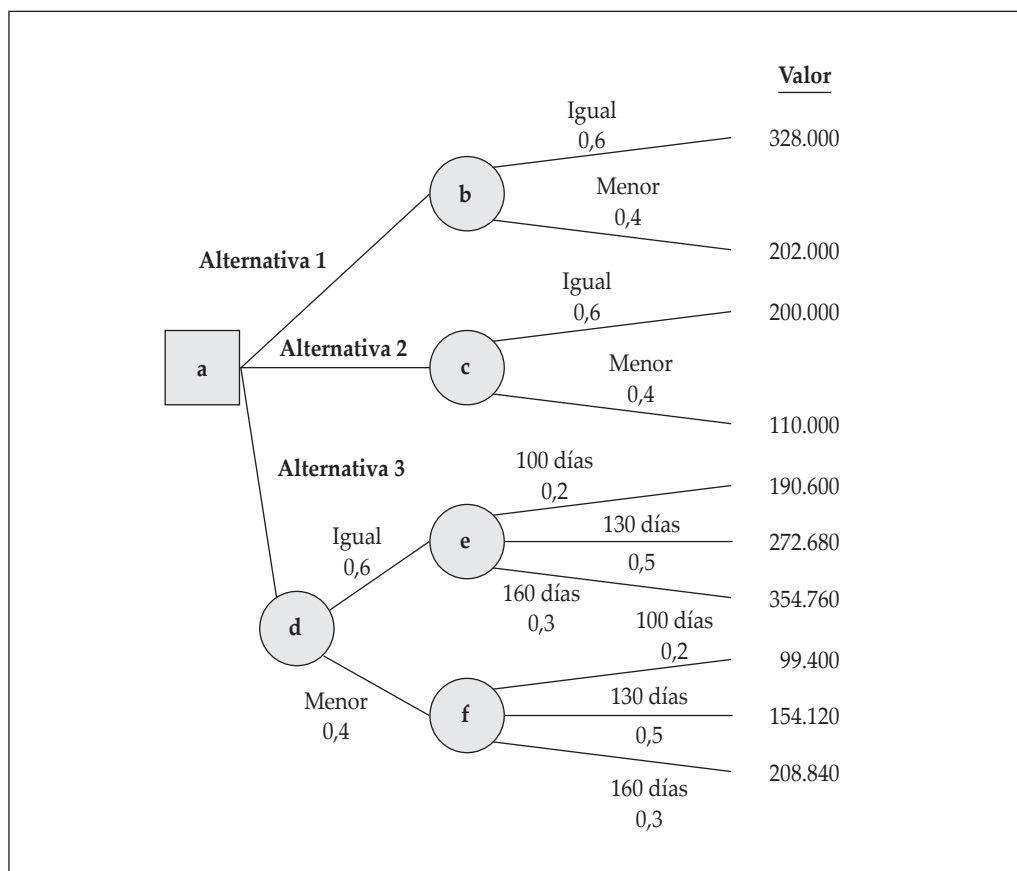 Valor
Igual
0,6
328.000
b
Menor
0,4
202.000
Alternativa 1
Igual
0,6
200.000
a
Alternativa 2
c
Menor
0,4
110.000
Alternativa 3
100 días
0,2
190.600
Igual
0,6
e
130 días
0,5
272.680
160 días
0,3
354.760
d
100 días
0,2
99.400
Menor
0,4
f
130 días
0,5
154.120
160 días
0,3
208.840